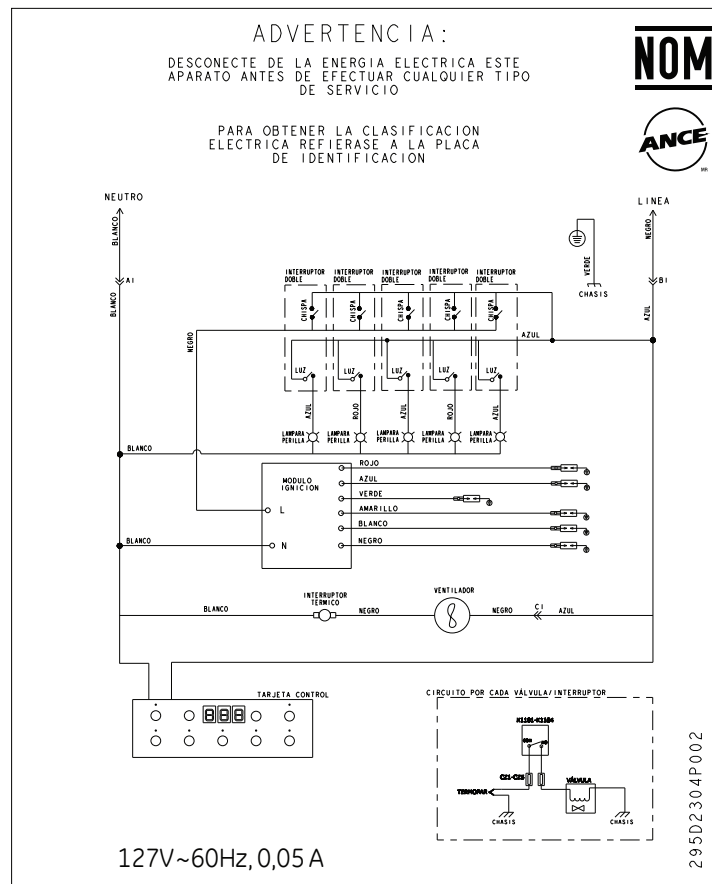 ADVERTENCIA:
DESCONECTE DE LA ENERGIA ELECTRICA ESTE
APARATO ANTES DE EFECTUAR CUALQUIER TIPO
DE SERVICIO
NOM
PARA OBTENER LA CLASIFICACION
ELECTRICA REFIERASE A LA PLACA
DE IDENTIFICACION
ANCE
MR
NEUTRO
LINEA
BLANCO
NEGRO
VERDE
A1
B1
CHASIS
BLANCO
AZUL
INTERRUPTOR DOBLE
INTERRUPTOR DOBLE
INTERRUPTOR DOBLE
INTERRUPTOR DOBLE
INTERRUPTOR DOBLE
CHISPA
CHISPA
CHISPA
CHISPA
CHISPA
NEGRO
AZUL
LUZ
LUZ
LUZ
LUZ
LUZ
AZUL
ROJO
AZUL
ROJO
AZUL
LAMPARA PERILLA
LAMPARA PERILLA
LAMPARA PERILLA
LAMPARA PERILLA
LAMPARA PERILLA
BLANCO
MODULO
IGNICION
L
N
ROJO
AZUL
VERDE
AMARILLO
BLANCO
NEGRO
BLANCO
BLANCO
INTERRUPTOR
TERMICO
NEGRO
VENTILADOR
NEGRO
C1
AZUL
TARJETA CONTROL
888
CIRCUITO POR CADA VÁLVULA/INTERRUPTOR
TERMOPAR
VÁLVULA
CHASIS
CHASIS
127V~60Hz, 0,05 A
295D2304P002